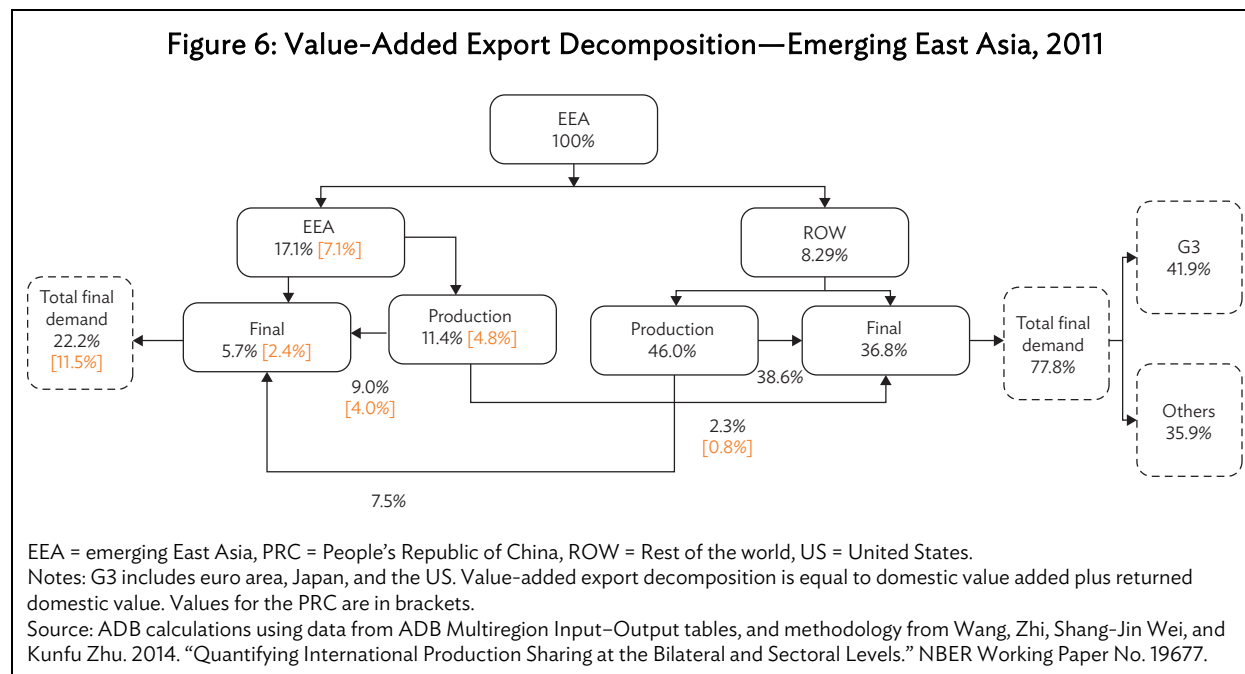 Figure 6: Value-Added Export Decomposition—Emerging East Asia, 2011
EEA
100%
EEA
17.1% [7.1%]
ROW
8.29%
G3
41.9%
Total final
demand
22.2%
[11.5%]
Final
5.7% [2.4%]
Production
11.4% [4.8%]
Production
46.0%
Final
36.8%
Total final
demand
77.8%
9.0%
[4.0%]
38.6%
2.3%
[0.8%]
Others
35.9%
7.5%
EEA = emerging East Asia, PRC = People’s Republic of China, ROW = Rest of the world, US = United States.
Notes: G3 includes euro area, Japan, and the US. Value-added export decomposition is equal to domestic value added plus returned
domestic value. Values for the PRC are in brackets.
Source: ADB calculations using data from ADB Multiregion Input–Output tables, and methodology from Wang, Zhi, Shang-Jin Wei, and
Kunfu Zhu. 2014. “Quantifying International Production Sharing at the Bilateral and Sectoral Levels.” NBER Working Paper No. 19677.